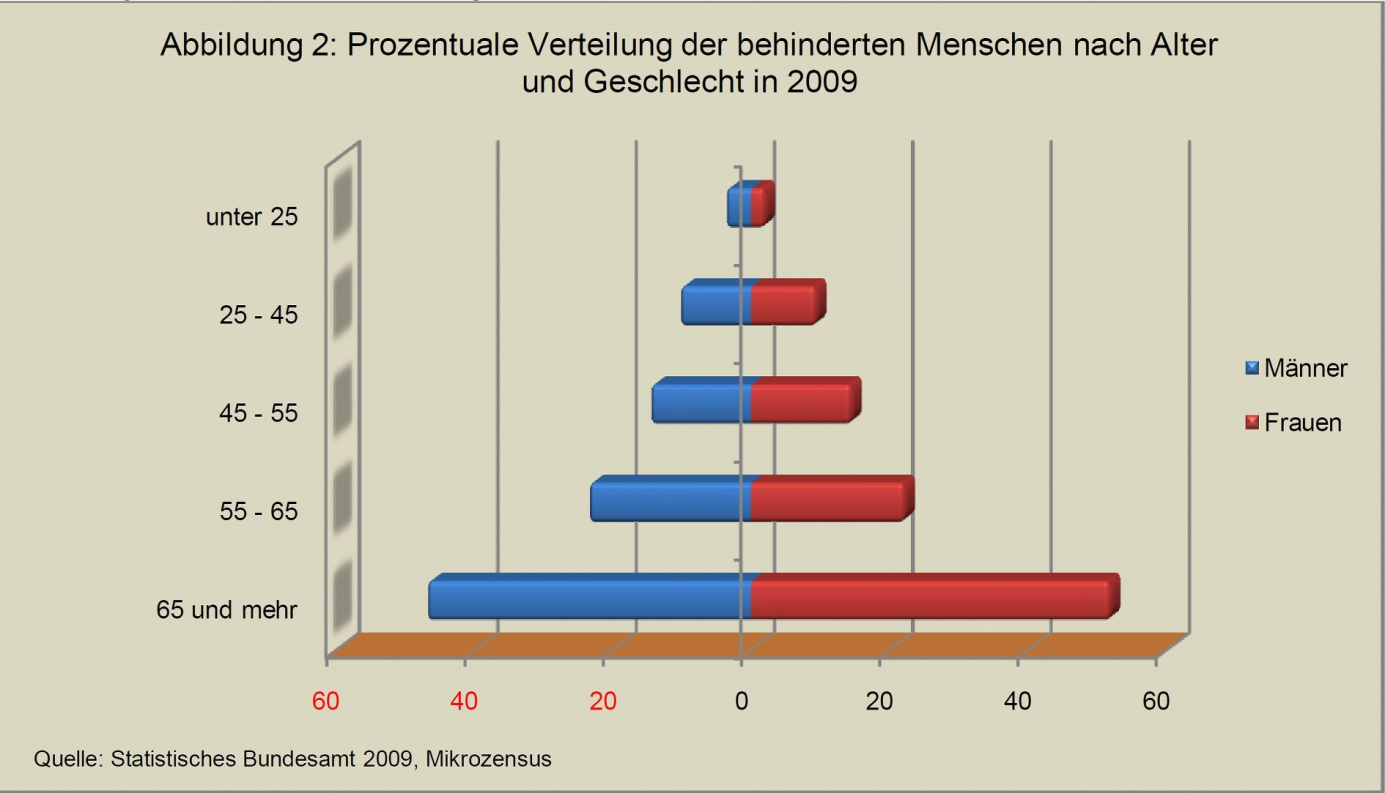 Abbildung 2: Prozentuale Verteilung der behinderten Menschen nach Alter
und Geschlecht in 2009
unter 25
25 - 45
45 - 55
55 - 65
65 und mehr
Männer
Frauen
60 40 20 0 20 40 60
Quelle: Statistisches Bundesamt 2009, Mikrozensus